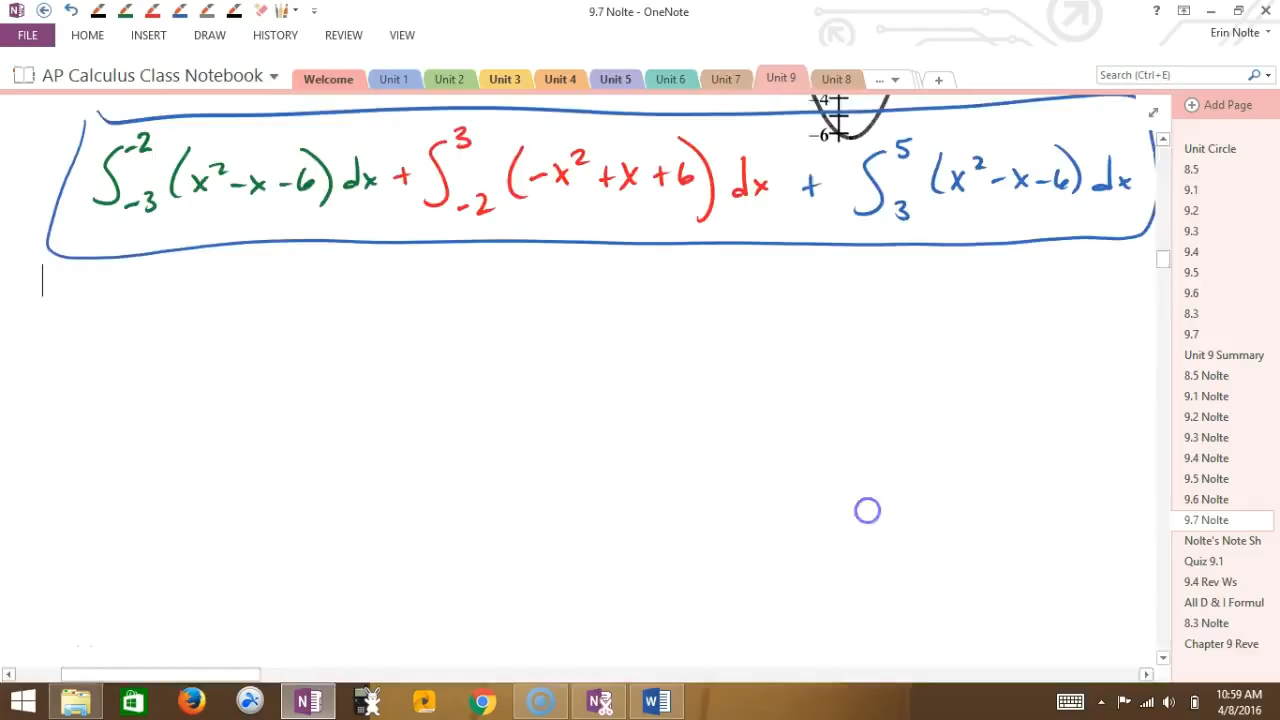 9.7 Nolte - OneNote
?
FILE HOME INSERT DRAW HISTORY REVIEW VIEW
Erin Nolte
AP Calculus Class Notebook
Welcome Unit 1 Unit 2 Unit 3 Unit 4 Unit 5 Unit 6 Unit 7 Unit 9 Unit 8 ... +
Search (Ctrl+E)
Add Page
-4
-6
∫₋₃⁻² (x² - x - 6) dx + ∫₋₂³ (-x² + x + 6) dx + ∫₃⁵ (x² - x - 6) dx
Unit Circle
8.5
9.1
9.2
9.3
9.4
9.5
9.6
8.3
9.7
Unit 9 Summary
8.5 Nolte
9.1 Nolte
9.2 Nolte
9.3 Nolte
9.4 Nolte
9.5 Nolte
9.6 Nolte
9.7 Nolte
Nolte's Note Sh
Quiz 9.1
9.4 Rev Ws
All D & I Formul
8.3 Nolte
Chapter 9 Reve
10:59 AM
4/8/2016